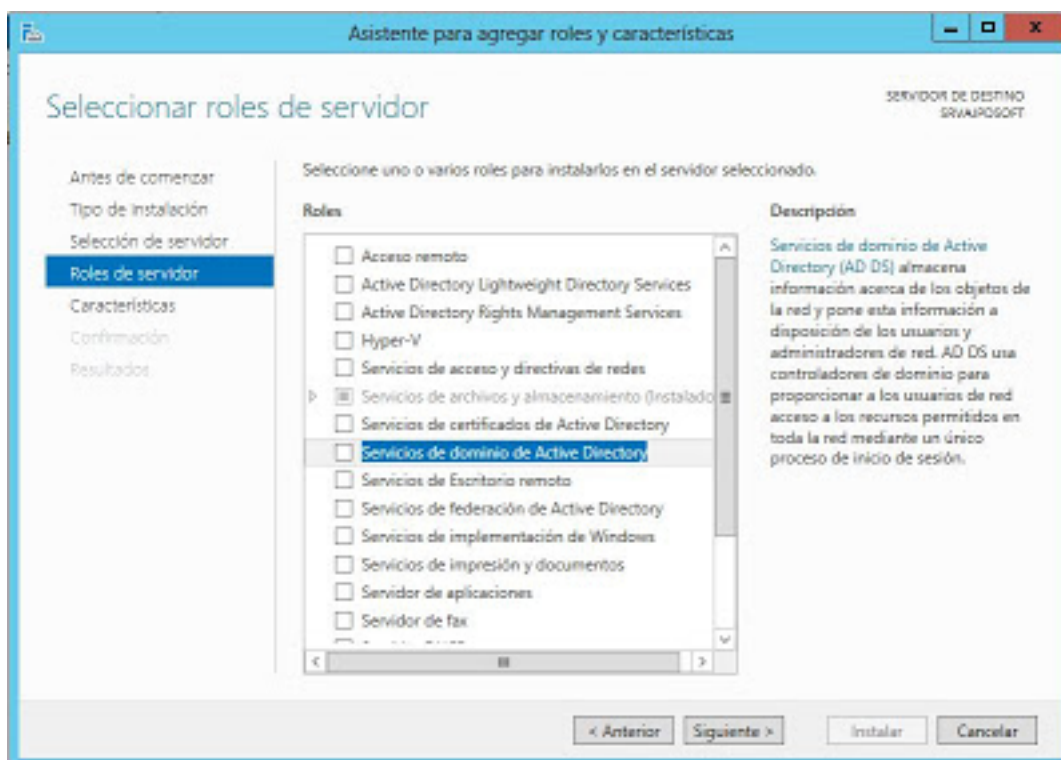 Asistente para agregar roles y características
Seleccionar roles de servidor
SERVIDOR DE DESTINO
SRVAJPOSOFT
Antes de comenzar
Tipo de instalación
Selección de servidor
Roles de servidor
Características
Confirmación
Resultados
Seleccione uno o varios roles para instalarlos en el servidor seleccionado.
Roles
Acceso remoto
Active Directory Lightweight Directory Services
Active Directory Rights Management Services
Hyper-V
Servicios de acceso y directivas de redes
Servicios de archivos y almacenamiento (Instalado
Servicios de certificados de Active Directory
Servicios de dominio de Active Directory
Servicios de Escritorio remoto
Servicios de federación de Active Directory
Servicios de implementación de Windows
Servicios de impresión y documentos
Servidor de aplicaciones
Servidor de fax
Descripción
Servicios de dominio de Active
Directory (AD DS) almacena
información acerca de los objetos de
la red y pone esta información a
disposición de los usuarios y
administradores de red. AD DS usa
controladores de dominio para
proporcionar a los usuarios de red
acceso a los recursos permitidos en
toda la red mediante un único
proceso de inicio de sesión.
< Anterior
Siguiente >
Instalar
Cancelar